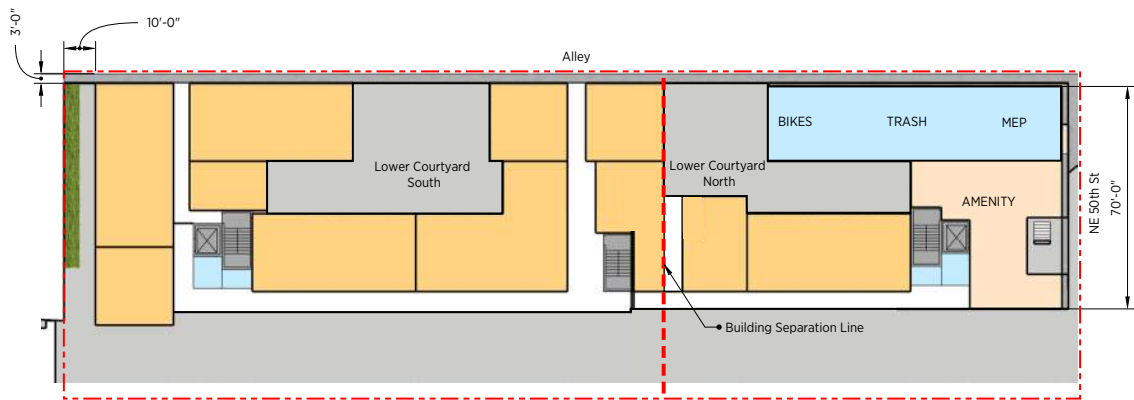 10'-0"
3'-0"
Alley
BIKES
TRASH
MEP
Lower Courtyard
South
Lower Courtyard
North
AMENITY
NE 50th St
70'-0"
Building Separation Line